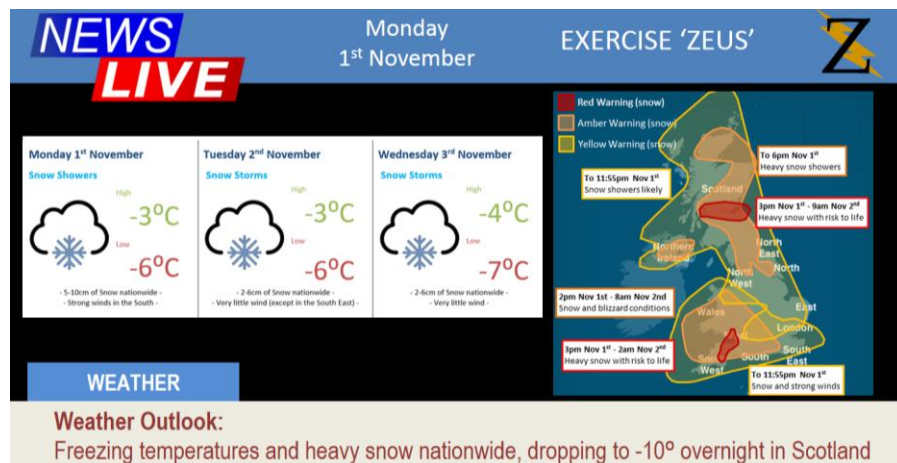 NEWS
LIVE
Monday
1st November
EXERCISE ‘ZEUS’
Z
Monday 1st November
Snow Showers
High
-3⁰C
Low
-6⁰C
- 5-10cm of Snow nationwide -
- Strong winds in the South -
Tuesday 2nd November
Snow Storms
High
-3⁰C
Low
-6⁰C
- 2-6cm of Snow nationwide -
- Very little wind (except in the South East) -
Wednesday 3rd November
Snow Storms
High
-4⁰C
Low
-7⁰C
- 2-6cm of Snow nationwide -
- Very little wind -
Red Warning (snow)
Amber Warning (snow)
Yellow Warning (snow)
To 6pm Nov 1st
Heavy snow showers
To 11:55pm Nov 1st
Snow showers likely
Scotland
3pm Nov 1st - 9am Nov 2nd
Heavy snow with risk to life
Northern
Ireland
North
East
North
West
North
2pm Nov 1st - 8am Nov 2nd
Snow and blizzard conditions
Wales
East
London
3pm Nov 1st - 2am Nov 2nd
Heavy snow with risk to life
West
South
South
East
To 11:55pm Nov 1st
Snow and strong winds
WEATHER
Weather Outlook:
Freezing temperatures and heavy snow nationwide, dropping to -10⁰ overnight in Scotland